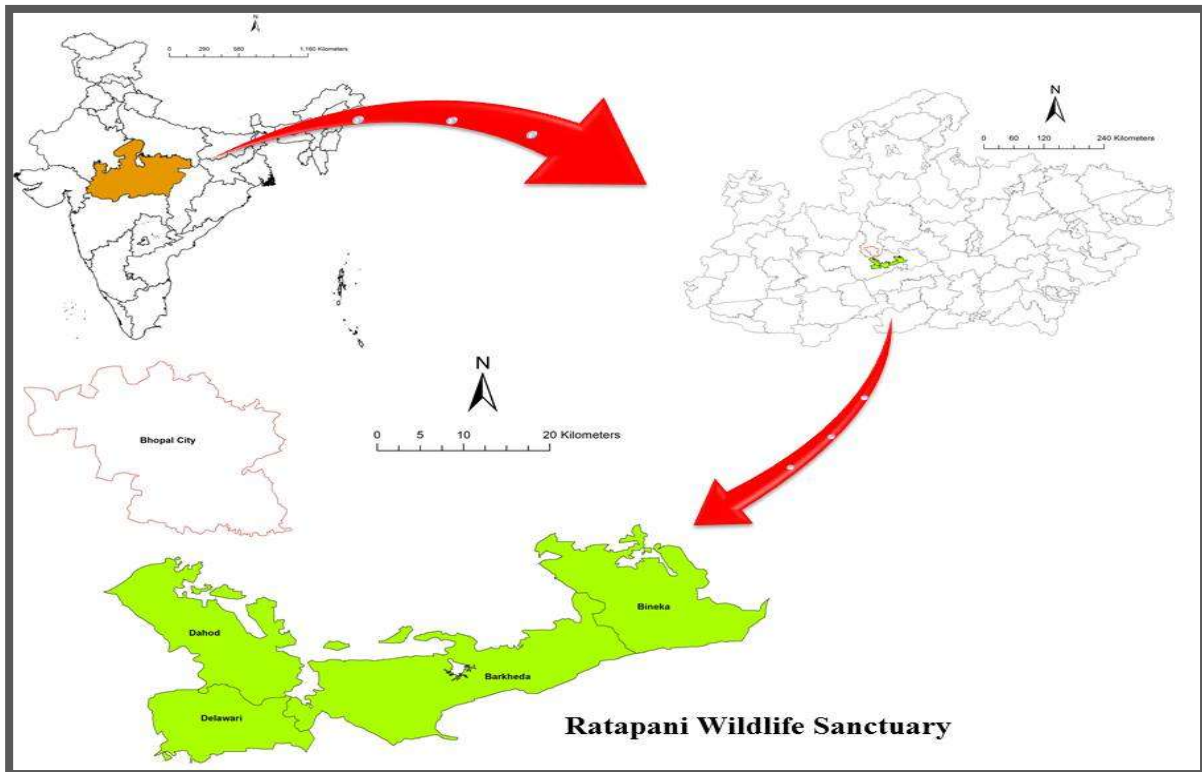 N
0 290 580 1,160 Kilometers
N
0 60 120 240 Kilometers
N
0 5 10 20 Kilometers
Bhopal City
Bineka
Dahod
Barkheda
Delawari
Ratapani Wildlife Sanctuary